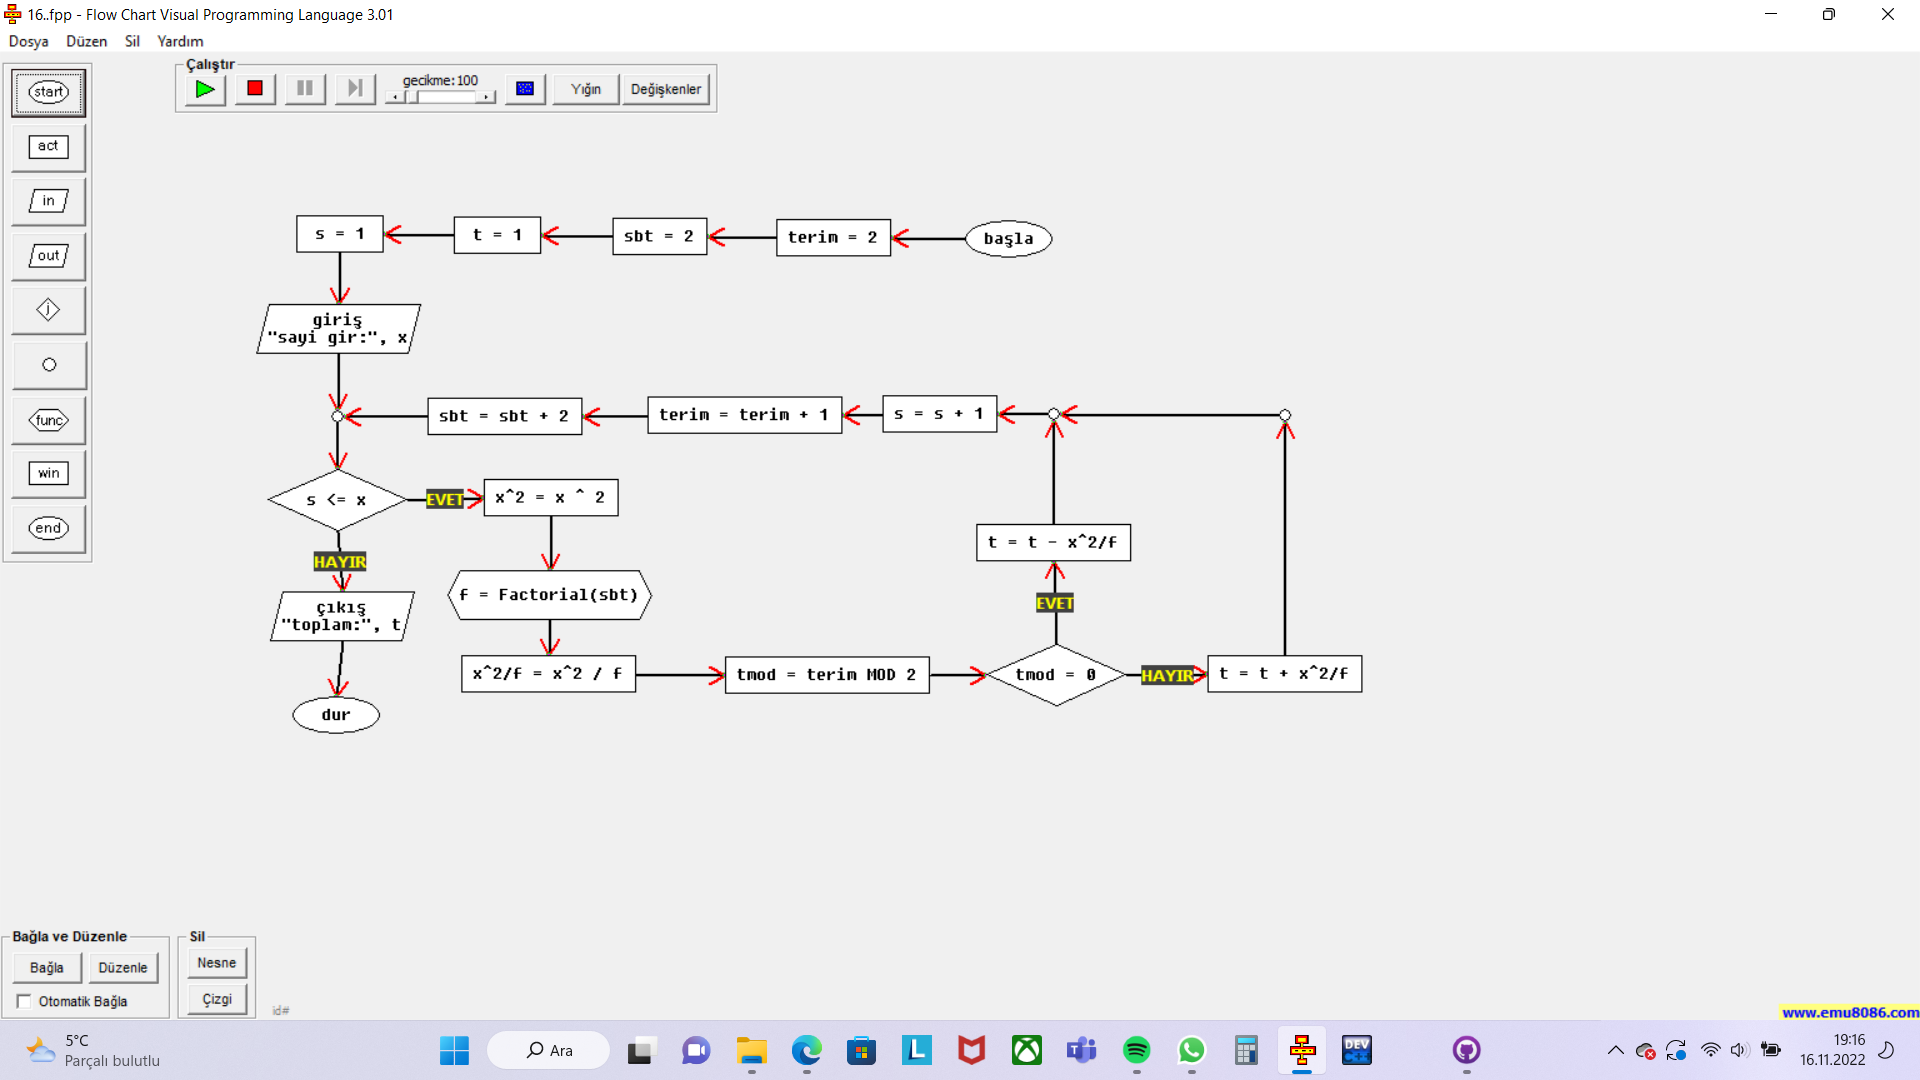 16..fpp - Flow Chart Visual Programming Language 3.01
Dosya Düzen Sil Yardım
Çalıştır
gecikme:100
Yığın
Değişkenler
start
act
in
out
j
func
win
end
s = 1
t = 1
sbt = 2
terim = 2
başla
giriş
"sayi gir:", x
sbt = sbt + 2
terim = terim + 1
s = s + 1
s <= x
EVET
x^2 = x ^ 2
HAYIR
t = t - x^2/f
çıkış
"toplam:", t
f = Factorial(sbt)
EVET
x^2/f = x^2 / f
tmod = terim MOD 2
tmod = 0
HAYIR
t = t + x^2/f
dur
Bağla ve Düzenle
Bağla
Düzenle
Otomatik Bağla
Sil
Nesne
Çizgi
id#
www.emu8086.com
5°C
Parçalı bulutlu
Ara
L
DEV
C++
19:16
16.11.2022